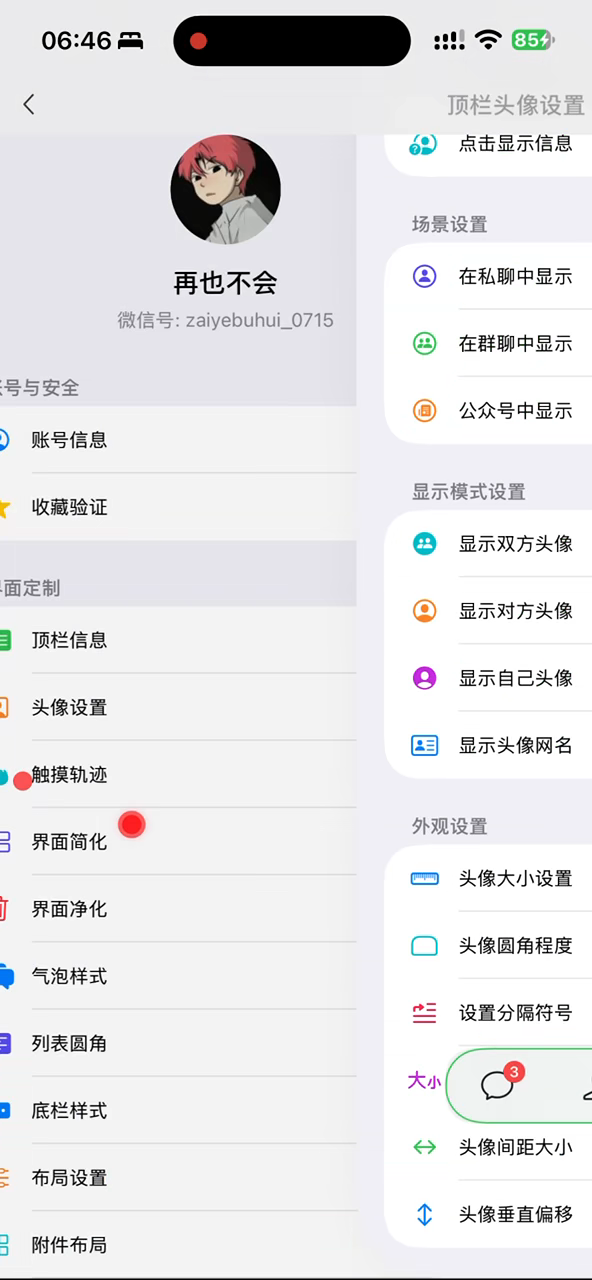 06:46
85
顶栏头像设置
再也不会
微信号: zaiyebuhui_0715
号与安全
账号信息
收藏验证
面定制
顶栏信息
头像设置
触摸轨迹
界面简化
界面净化
气泡样式
列表圆角
底栏样式
布局设置
附件布局
点击显示信息
场景设置
在私聊中显示
在群聊中显示
公众号中显示
显示模式设置
显示双方头像
显示对方头像
显示自己头像
显示头像网名
外观设置
头像大小设置
头像圆角程度
设置分隔符号
大小
3
头像间距大小
头像垂直偏移